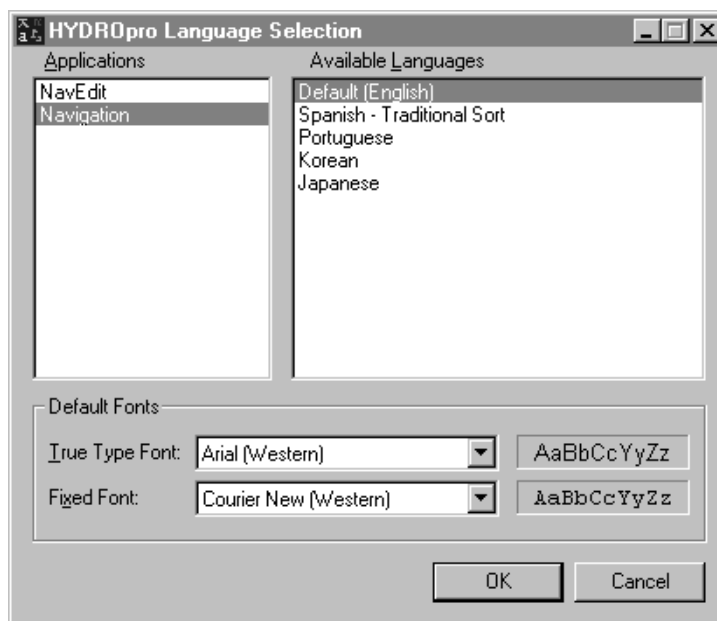 HYDROpro Language Selection
Applications
Available Languages
NavEdit
Navigation
Default (English)
Spanish - Traditional Sort
Portuguese
Korean
Japanese
Default Fonts
True Type Font: Arial (Western) AaBbCcYyZz
Fixed Font: Courier New (Western) AaBbCcYyZz
OK Cancel